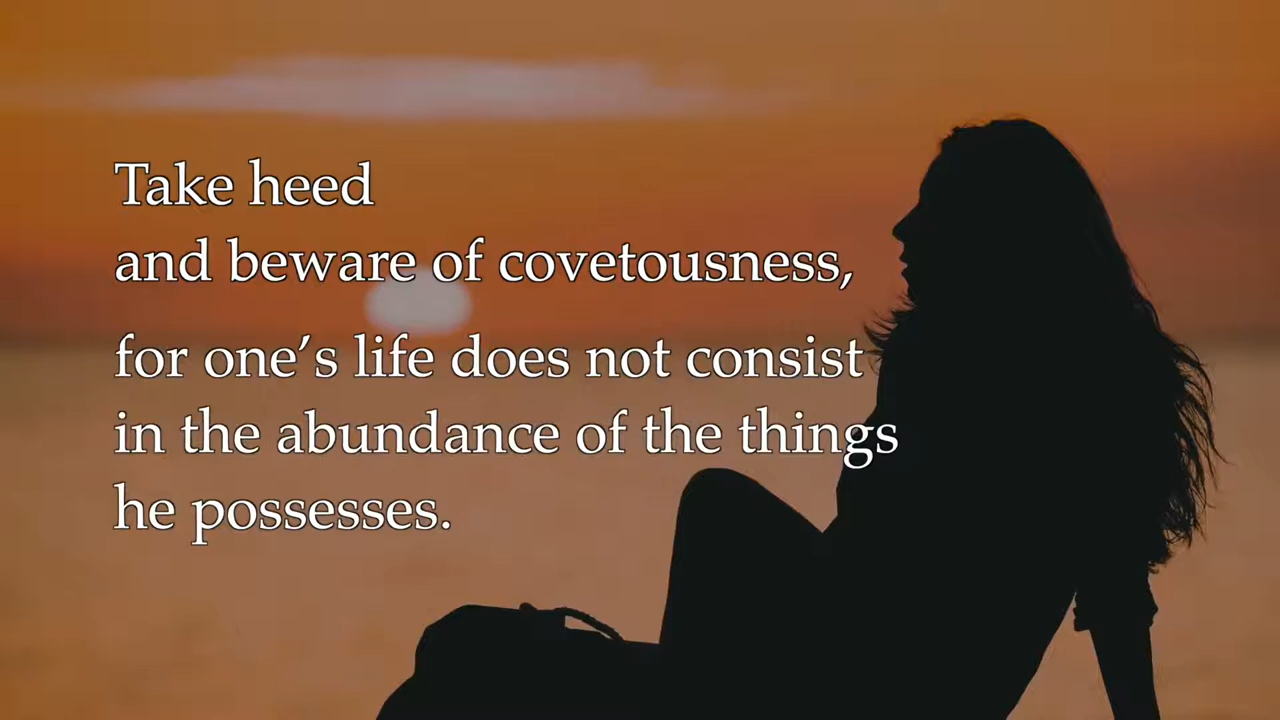 Take heed
and beware of covetousness,
for one’s life does not consist
in the abundance of the things
he possesses.